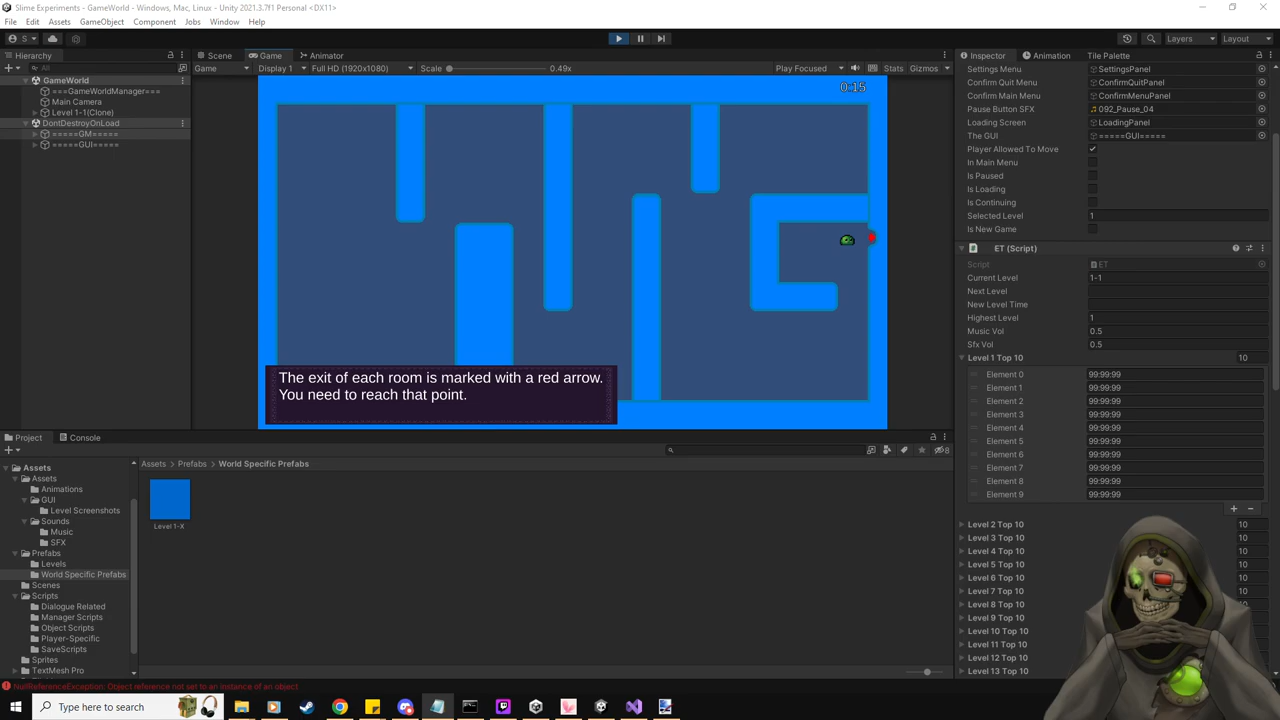 Slime Experiments - GameWorld - Windows, Mac, Linux - Unity 2021.3.7f1 Personal <DX11>
File Edit Assets GameObject Component Jobs Window Help
S Layers Layout
Hierarchy Scene Game Animator Inspector Animation Tile Palette
All
Game Display 1 Full HD (1920x1080) Scale 0.49x Play Focused Stats Gizmos
GameWorld
===GameWorldManager===
Main Camera
Level 1-1(Clone)
DontDestroyOnLoad
=====GM=====
=====GUI=====
0:15
The exit of each room is marked with a red arrow.
You need to reach that point.
Settings Menu SettingsPanel
Confirm Quit Menu ConfirmQuitPanel
Confirm Main Menu ConfirmMenuPanel
Pause Button SFX 092_Pause_04
Loading Screen LoadingPanel
The GUI =====GUI=====
Player Allowed To Move
In Main Menu
Is Paused
Is Loading
Is Continuing
Selected Level 1
Is New Game
ET (Script)
Script ET
Current Level 1-1
Next Level
New Level Time
Highest Level 1
Music Vol 0.5
Sfx Vol 0.5
Level 1 Top 10 10
Element 0 99:99:99
Element 1 99:99:99
Element 2 99:99:99
Element 3 99:99:99
Element 4 99:99:99
Element 5 99:99:99
Element 6 99:99:99
Element 7 99:99:99
Element 8 99:99:99
Element 9 99:99:99
Level 2 Top 10 10
Level 3 Top 10 10
Level 4 Top 10 10
Level 5 Top 10 10
Level 6 Top 10 10
Level 7 Top 10 10
Level 8 Top 10 10
Level 9 Top 10
Level 10 Top 10
Level 11 Top 10
Level 12 Top 10
Level 13 Top 10
Project Console
8
Assets
Assets
Animations
GUI
Level Screenshots
Sounds
Music
SFX
Prefabs
Levels
World Specific Prefabs
Scenes
Scripts
Dialogue Related
Manager Scripts
Object Scripts
Player-Specific
SaveScripts
Sprites
TextMesh Pro
Assets Prefabs World Specific Prefabs
Level 1-X
NullReferenceException: Object reference not set to an instance of an object
Type here to search